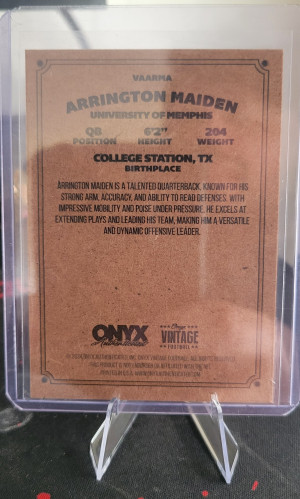 VAARMA
ARRINGTON MAIDEN
UNIVERSITY OF MEMPHIS
QB 6'2" 204
POSITION HEIGHT WEIGHT
COLLEGE STATION, TX
BIRTHPLACE
ARRINGTON MAIDEN IS A TALENTED QUARTERBACK, KNOWN FOR HIS
STRONG ARM, ACCURACY, AND ABILITY TO READ DEFENSES. WITH
IMPRESSIVE MOBILITY AND POISE UNDER PRESSURE, HE EXCELS AT
EXTENDING PLAYS AND LEADING HIS TEAM, MAKING HIM A VERSATILE
AND DYNAMIC OFFENSIVE LEADER.
ONYX
Onyx
VINTAGE
FOOTBALL